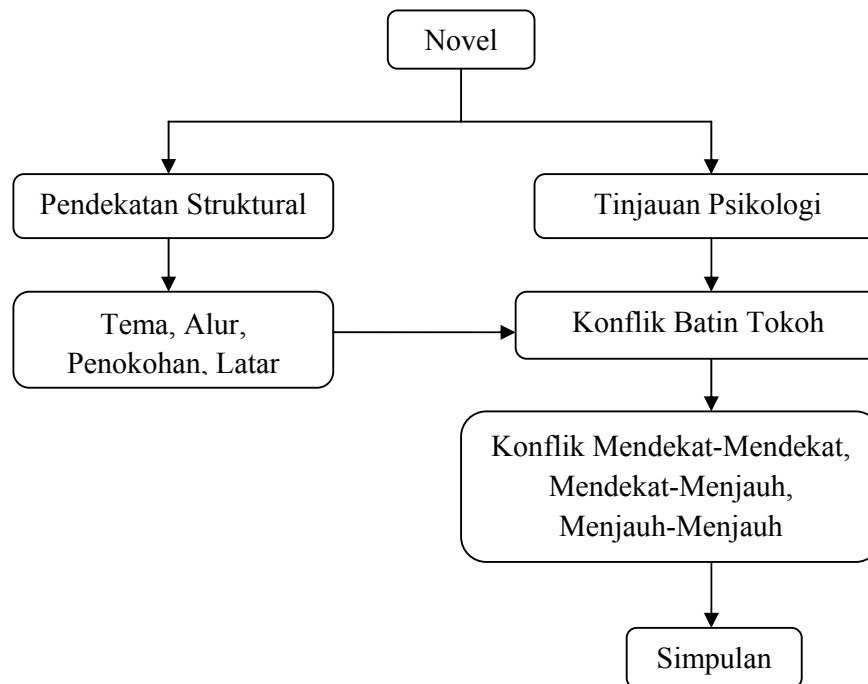 Novel
Pendekatan Struktural
Tinjauan Psikologi
Tema, Alur,
Penokohan, Latar
Konflik Batin Tokoh
Konflik Mendekat-Mendekat,
Mendekat-Menjauh,
Menjauh-Menjauh
Simpulan